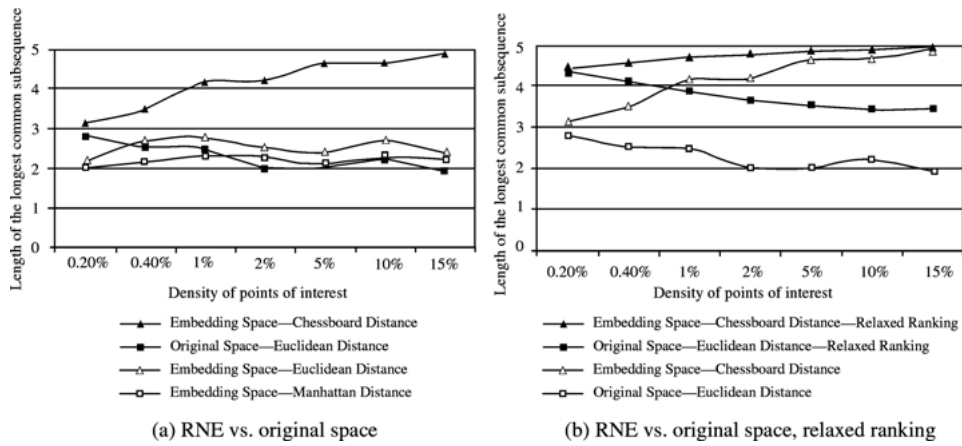 Length of the longest common subsequence
5
4
3
2
1
0
0.20% 0.40% 1% 2% 5% 10% 15%
Density of points of interest
Embedding Space—Chessboard Distance
Original Space—Euclidean Distance
Embedding Space—Euclidean Distance
Embedding Space—Manhattan Distance
(a) RNE vs. original space
Length of the longest common subsequence
5
4
3
2
1
0
0.20% 0.40% 1% 2% 5% 10% 15%
Density of points of interest
Embedding Space—Chessboard Distance—Relaxed Ranking
Original Space—Euclidean Distance—Relaxed Ranking
Embedding Space—Chessboard Distance
Original Space—Euclidean Distance
(b) RNE vs. original space, relaxed ranking